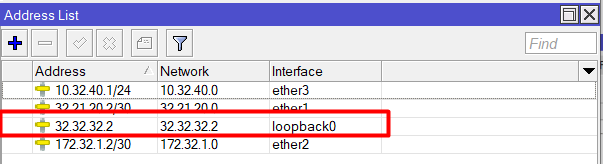 Address List
Find
Address Network Interface
10.32.40.1/24 10.32.40.0 ether3
32.21.20.2/30 32.21.20.0 ether1
32.32.32.2 32.32.32.2 loopback0
172.32.1.2/30 172.32.1.0 ether2